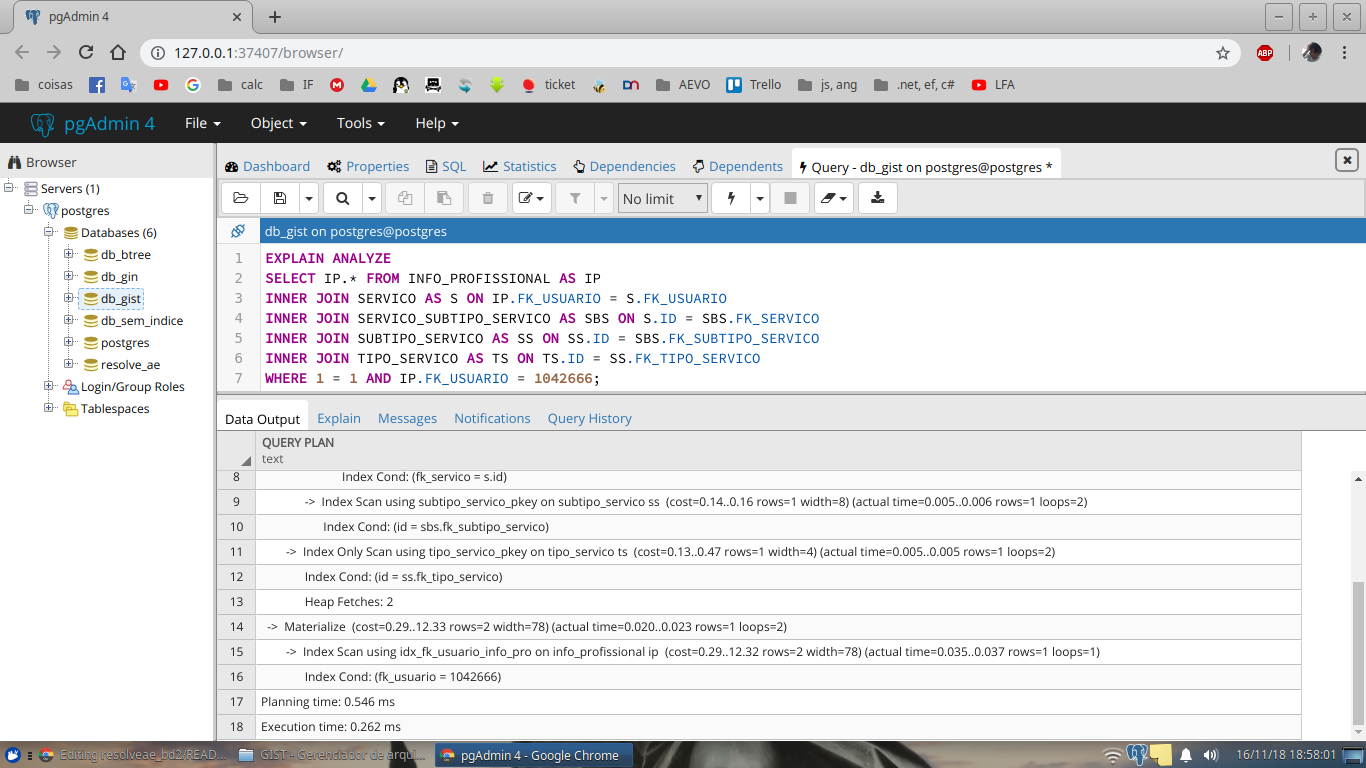 pgAdmin 4
127.0.0.1:37407/browser/
ABP
coisas
calc
IF
ticket
AEVO
Trello
js, ang
.net, ef, c#
LFA
pgAdmin 4
File
Object
Tools
Help
Browser
Dashboard
Properties
SQL
Statistics
Dependencies
Dependents
Query - db_gist on postgres@postgres *
Servers (1)
postgres
Databases (6)
db_btree
db_gin
db_gist
db_sem_indice
postgres
resolve_ae
Login/Group Roles
Tablespaces
No limit
db_gist on postgres@postgres
1 EXPLAIN ANALYZE
2 SELECT IP.* FROM INFO_PROFISSIONAL AS IP
3 INNER JOIN SERVICO AS S ON IP.FK_USUARIO = S.FK_USUARIO
4 INNER JOIN SERVICO_SUBTIPO_SERVICO AS SBS ON S.ID = SBS.FK_SERVICO
5 INNER JOIN SUBTIPO_SERVICO AS SS ON SS.ID = SBS.FK_SUBTIPO_SERVICO
6 INNER JOIN TIPO_SERVICO AS TS ON TS.ID = SS.FK_TIPO_SERVICO
7 WHERE 1 = 1 AND IP.FK_USUARIO = 1042666;
Data Output
Explain
Messages
Notifications
Query History
QUERY PLAN
text
8 Index Cond: (fk_servico = s.id)
9 -> Index Scan using subtipo_servico_pkey on subtipo_servico ss (cost=0.14..0.16 rows=1 width=8) (actual time=0.005..0.006 rows=1 loops=2)
10 Index Cond: (id = sbs.fk_subtipo_servico)
11 -> Index Only Scan using tipo_servico_pkey on tipo_servico ts (cost=0.13..0.47 rows=1 width=4) (actual time=0.005..0.005 rows=1 loops=2)
12 Index Cond: (id = ss.fk_tipo_servico)
13 Heap Fetches: 2
14 -> Materialize (cost=0.29..12.33 rows=2 width=78) (actual time=0.020..0.023 rows=1 loops=2)
15 -> Index Scan using idx_fk_usuario_info_pro on info_profissional ip (cost=0.29..12.32 rows=2 width=78) (actual time=0.035..0.037 rows=1 loops=1)
16 Index Cond: (fk_usuario = 1042666)
17 Planning time: 0.546 ms
18 Execution time: 0.262 ms
Editing resolveae_bd2/READ...
GIST - Gerenciador de arqui...
pgAdmin 4 - Google Chrome
16/11/18 18:58:01